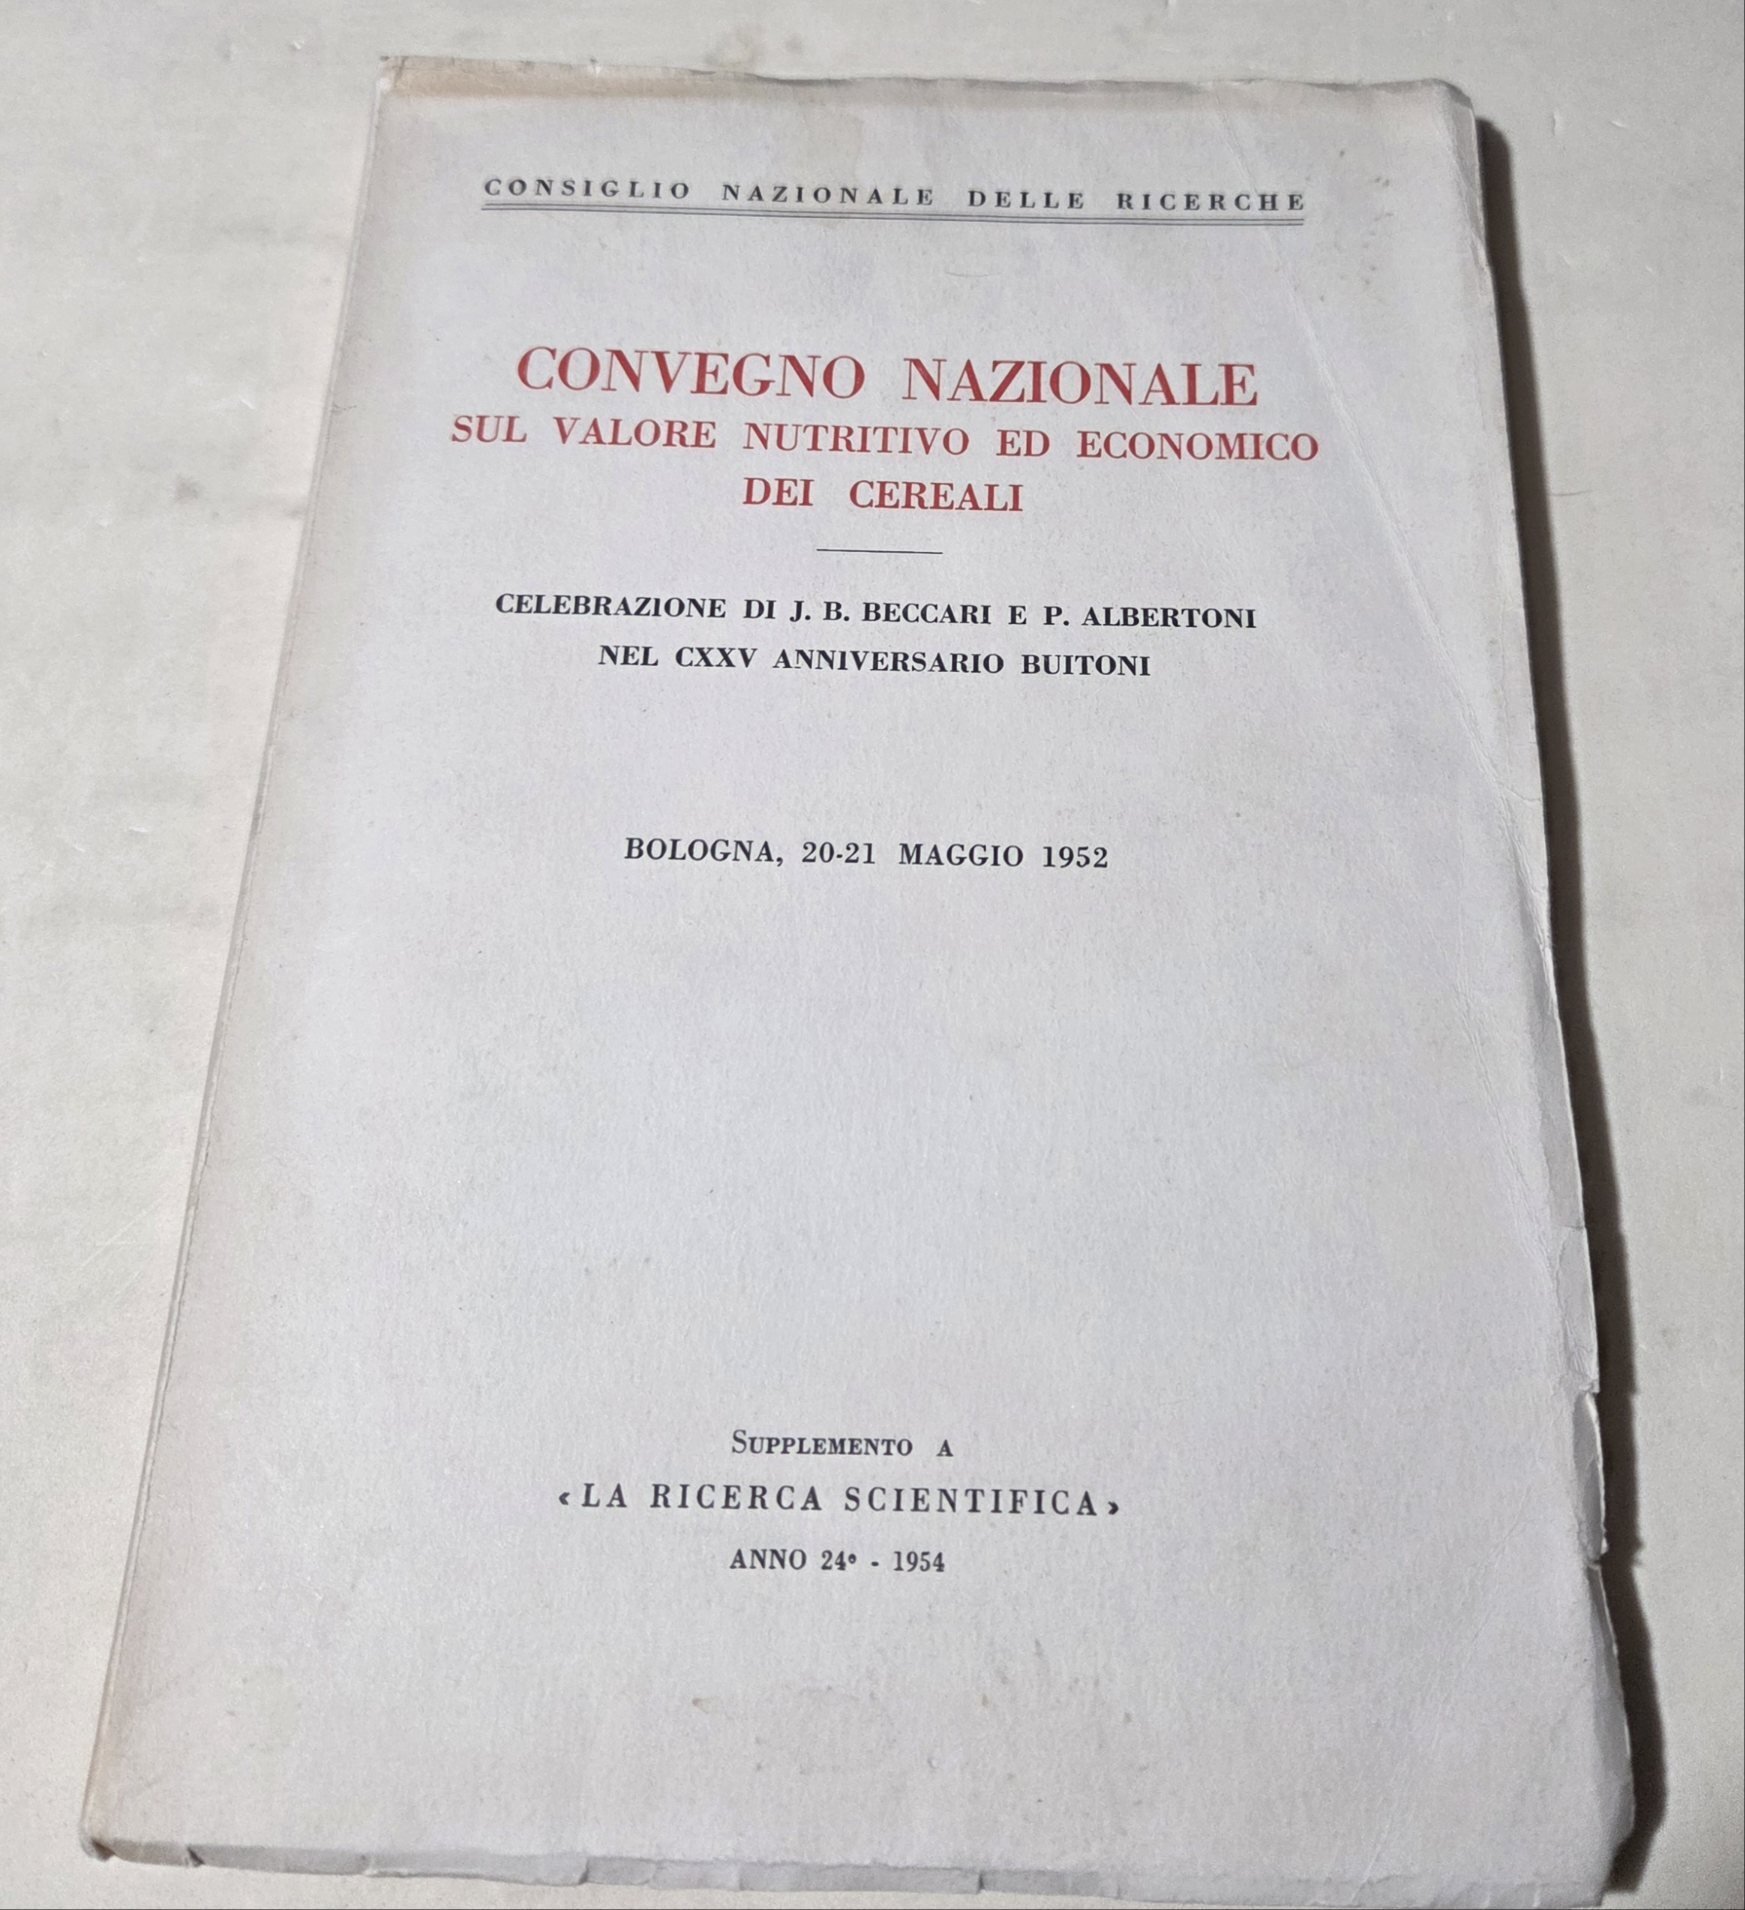 CONSIGLIO NAZIONALE DELLE RICERCHE
CONVEGNO NAZIONALE
SUL VALORE NUTRITIVO ED ECONOMICO
DEI CEREALI
CELEBRAZIONE DI J. B. BECCARI E P. ALBERTONI
NEL CXXV ANNIVERSARIO BUITONI
BOLOGNA, 20-21 MAGGIO 1952
SUPPLEMENTO A
«LA RICERCA SCIENTIFICA»
ANNO 24° - 1954